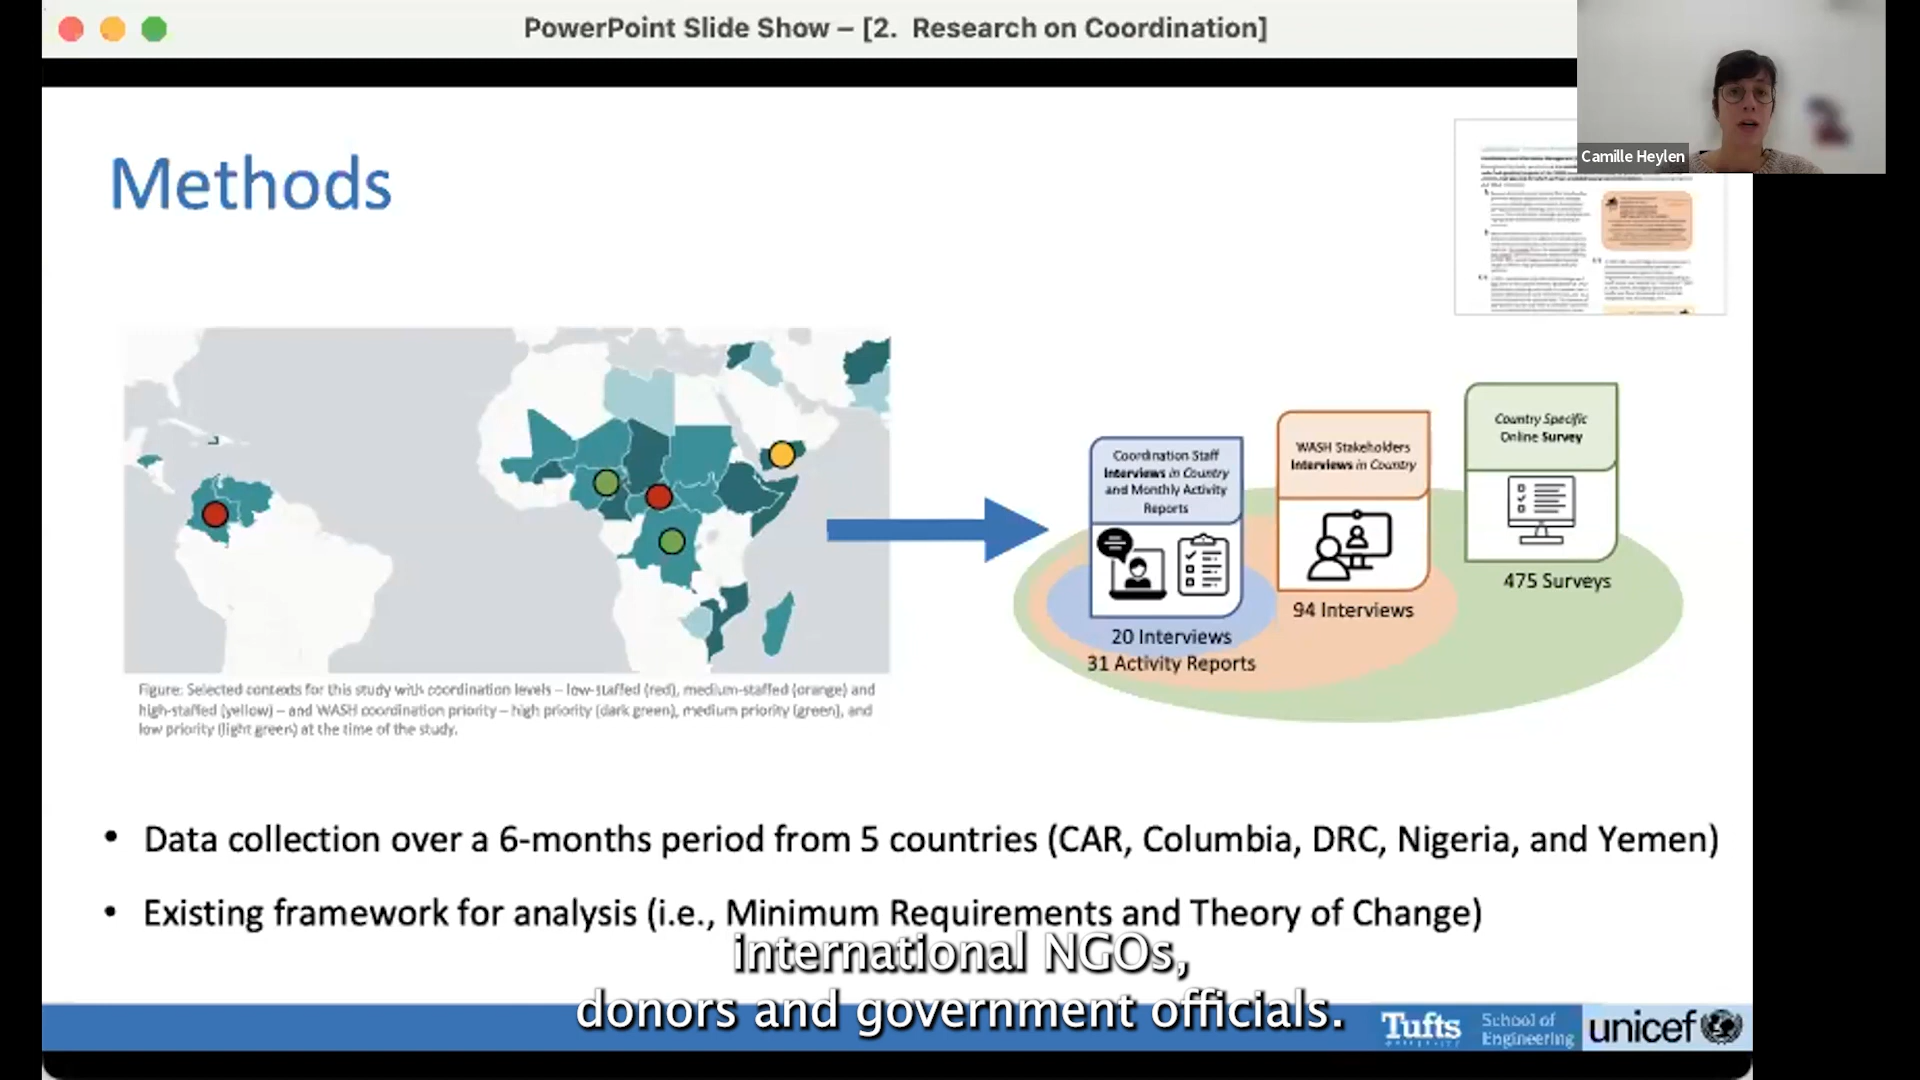 PowerPoint Slide Show – [2.  Research on Coordination]
Camille Heylen
Methods
Coordination Staff
Interviews in Country
and Monthly Activity
Reports
20 Interviews
31 Activity Reports
WASH Stakeholders
Interviews in Country
94 Interviews
Country Specific
Online Survey
475 Surveys
Figure: Selected contexts for this study with coordination levels – low-staffed (red), medium-staffed (orange) and
high-staffed (yellow) – and WASH coordination priority – high priority (dark green), medium priority (green), and
low priority (light green) at the time of the study.
• Data collection over a 6-months period from 5 countries (CAR, Columbia, DRC, Nigeria, and Yemen)
• Existing framework for analysis (i.e., Minimum Requirements and Theory of Change)
international NGOs,
donors and government officials.
Tufts
UNIVERSITY
School of
Engineering
unicef